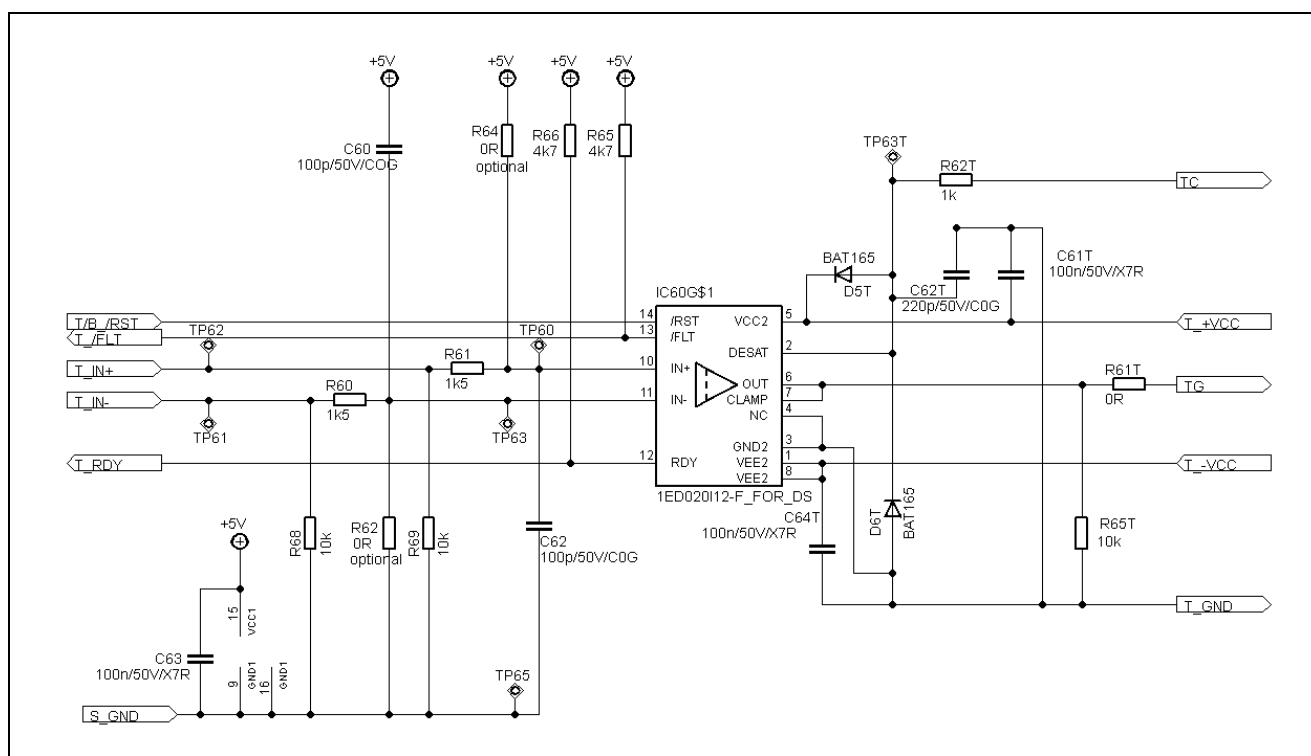 +5V
+5V
+5V
+5V
C60
100p/50V/COG
R64
0R
optional
R66
4k7
R65
4k7
TP63T
R62T
1k
TC
BAT165
D5T
C62T
220p/50V/C0G
C61T
100n/50V/X7R
IC60G$1
T/B_/RST
14
/RST
VCC2
5
T_+VCC
T_/FLT
13
/FLT
TP62
TP60
DESAT
2
T_IN+
R61
1k5
10
IN+
OUT
6
R61T
0R
TG
T_IN-
R60
1k5
11
IN-
CLAMP
7
NC
4
TP61
TP63
GND2
3
T_RDY
12
RDY
VEE2
1
T_-VCC
VEE2
8
1ED020I12-F_FOR_DS
C64T
100n/50V/X7R
D6T
BAT165
R65T
10k
+5V
R68
10k
R62
0R
optional
R69
10k
C62
100p/50V/C0G
15
VCC1
T_GND
C63
100n/50V/X7R
9
GND1
16
GND1
TP65
S_GND